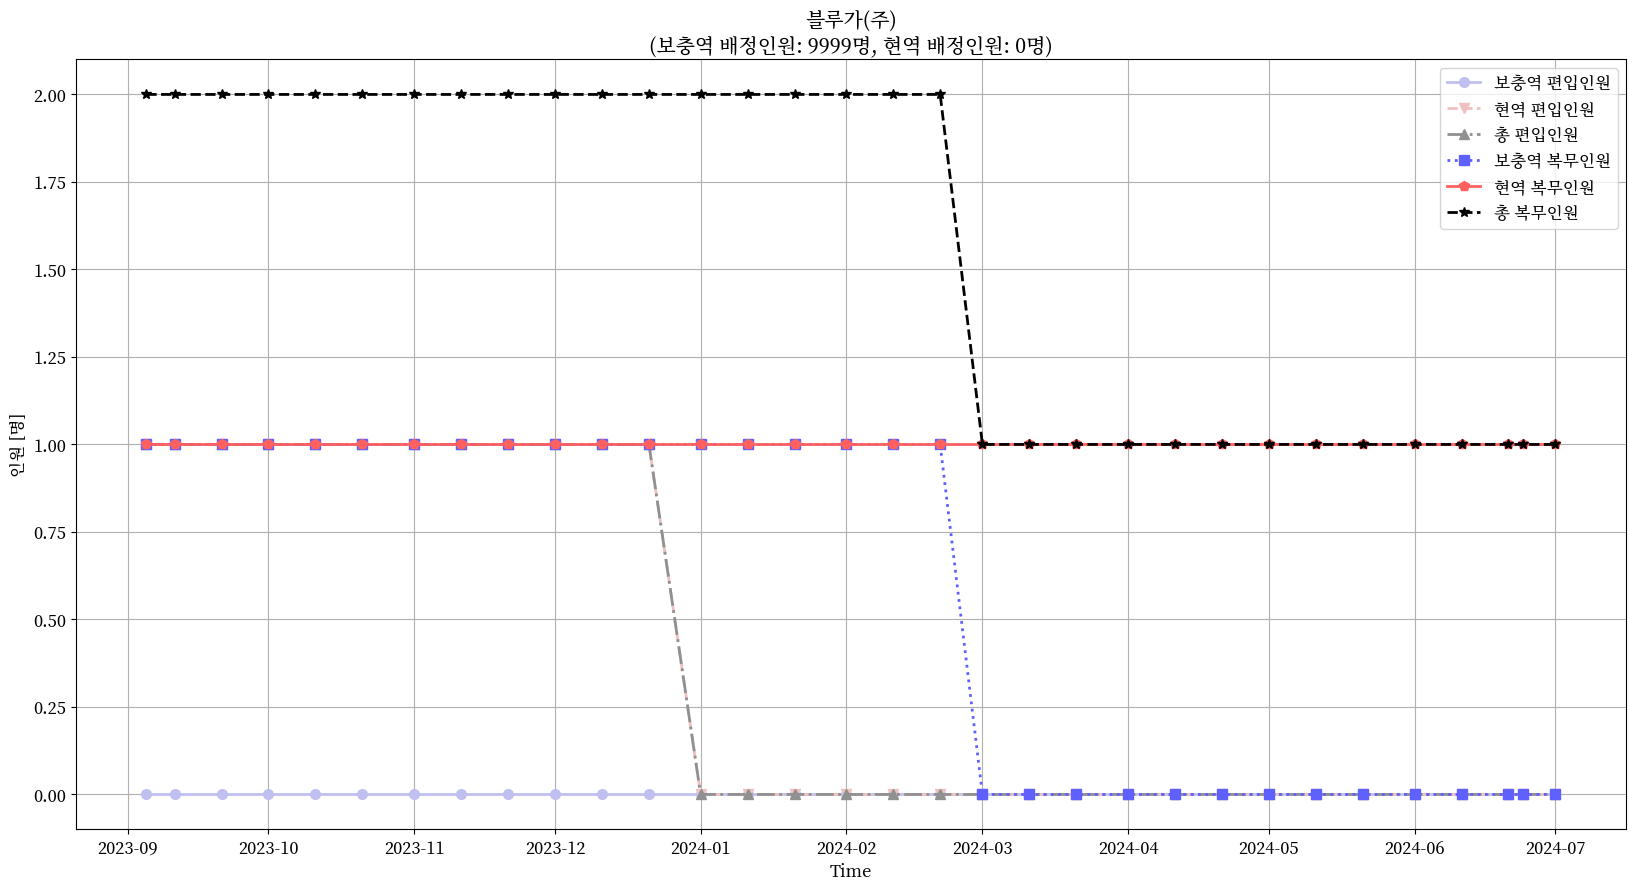 블루가(주)
(보충역 배정인원: 9999명, 현역 배정인원: 0명)
보충역 편입인원
현역 편입인원
총 편입인원
보충역 복무인원
현역 복무인원
총 복무인원
2.00
1.75
1.50
1.25
1.00
0.75
0.50
0.25
0.00
인원 [명]
2023-09 2023-10 2023-11 2023-12 2024-01 2024-02 2024-03 2024-04 2024-05 2024-06 2024-07
Time